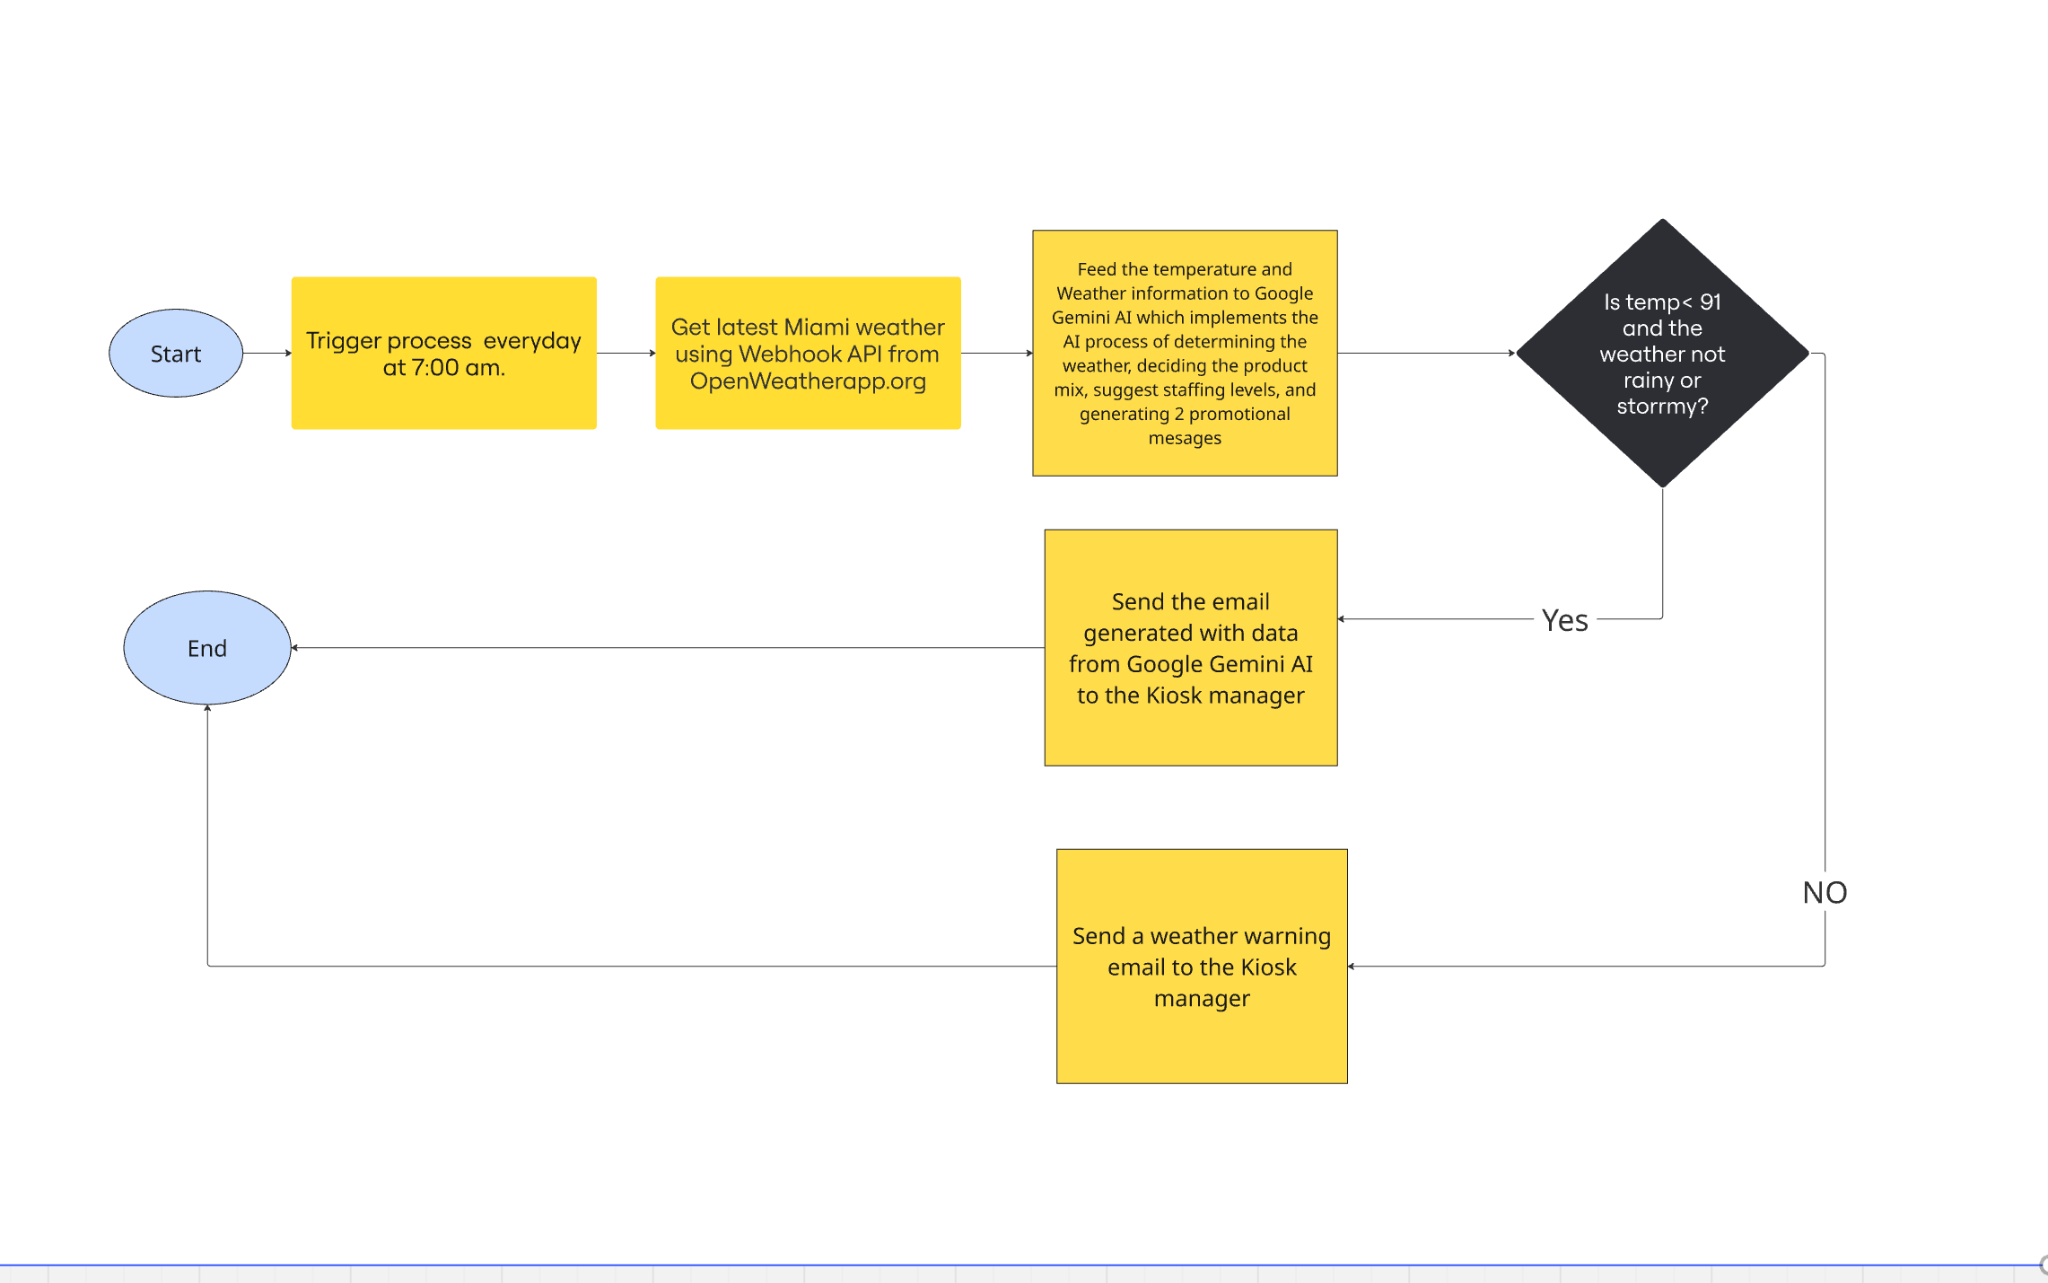 Start
Trigger process  everyday
at 7:00 am.
Get latest Miami weather
using Webhook API from
OpenWeatherapp.org
Feed the temperature and
Weather information to Google
Gemini AI which implements the
AI process of determining the
weather, deciding the product
mix, suggest staffing levels, and
generating 2 promotional
mesages
Is temp< 91
and the
weather not
rainy or
storrmy?
Yes
Send the email
generated with data
from Google Gemini AI
to the Kiosk manager
End
NO
Send a weather warning
email to the Kiosk
manager